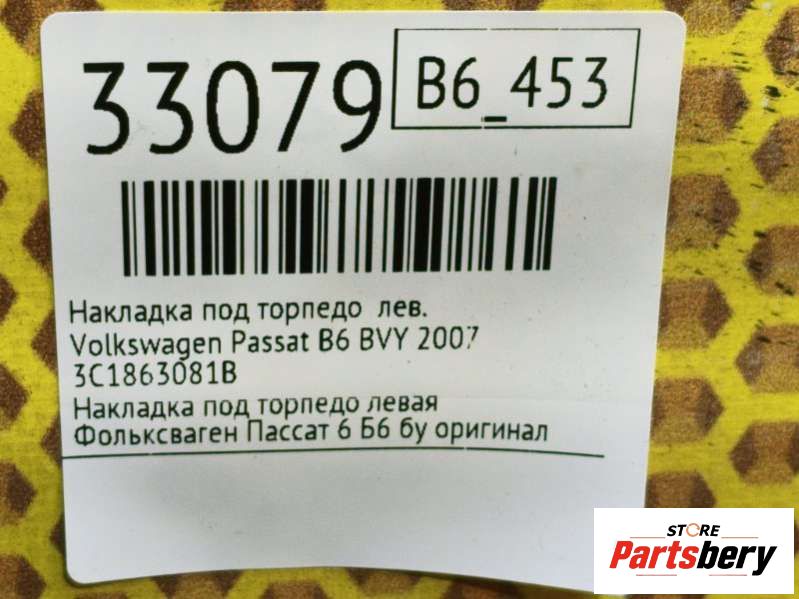 33079
B6_453
Накладка под торпедо лев.
Volkswagen Passat B6 BVY 2007
3C1863081B
Накладка под торпедо левая
Фольксваген Пассат 6 Б6 бу оригинал
STORE
Partsbery